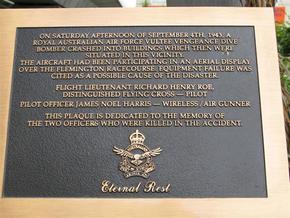 ON SATURDAY AFTERNOON OF SEPTEMBER 4TH, 1943, A
ROYAL AUSTRALIAN AIR FORCE VULTEE VENGEANCE DIVE
BOMBER CRASHED INTO BUILDINGS WHICH THEN WERE
SITUATED IN THIS VICINITY.
THE AIRCRAFT HAD BEEN PARTICIPATING IN AN AERIAL DISPLAY
OVER THE FLEMINGTON RACECOURSE; EQUIPMENT FAILURE WAS
CITED AS A POSSIBLE CAUSE OF THE DISASTER.
FLIGHT LIEUTENANT RICHARD HENRY ROE,
DISTINGUISHED FLYING CROSS — PILOT
PILOT OFFICER JAMES NOEL HARRIS — WIRELESS / AIR GUNNER
THIS PLAQUE IS DEDICATED TO THE MEMORY OF
THE TWO OFFICERS WHO WERE KILLED IN THE ACCIDENT.
Eternal Rest